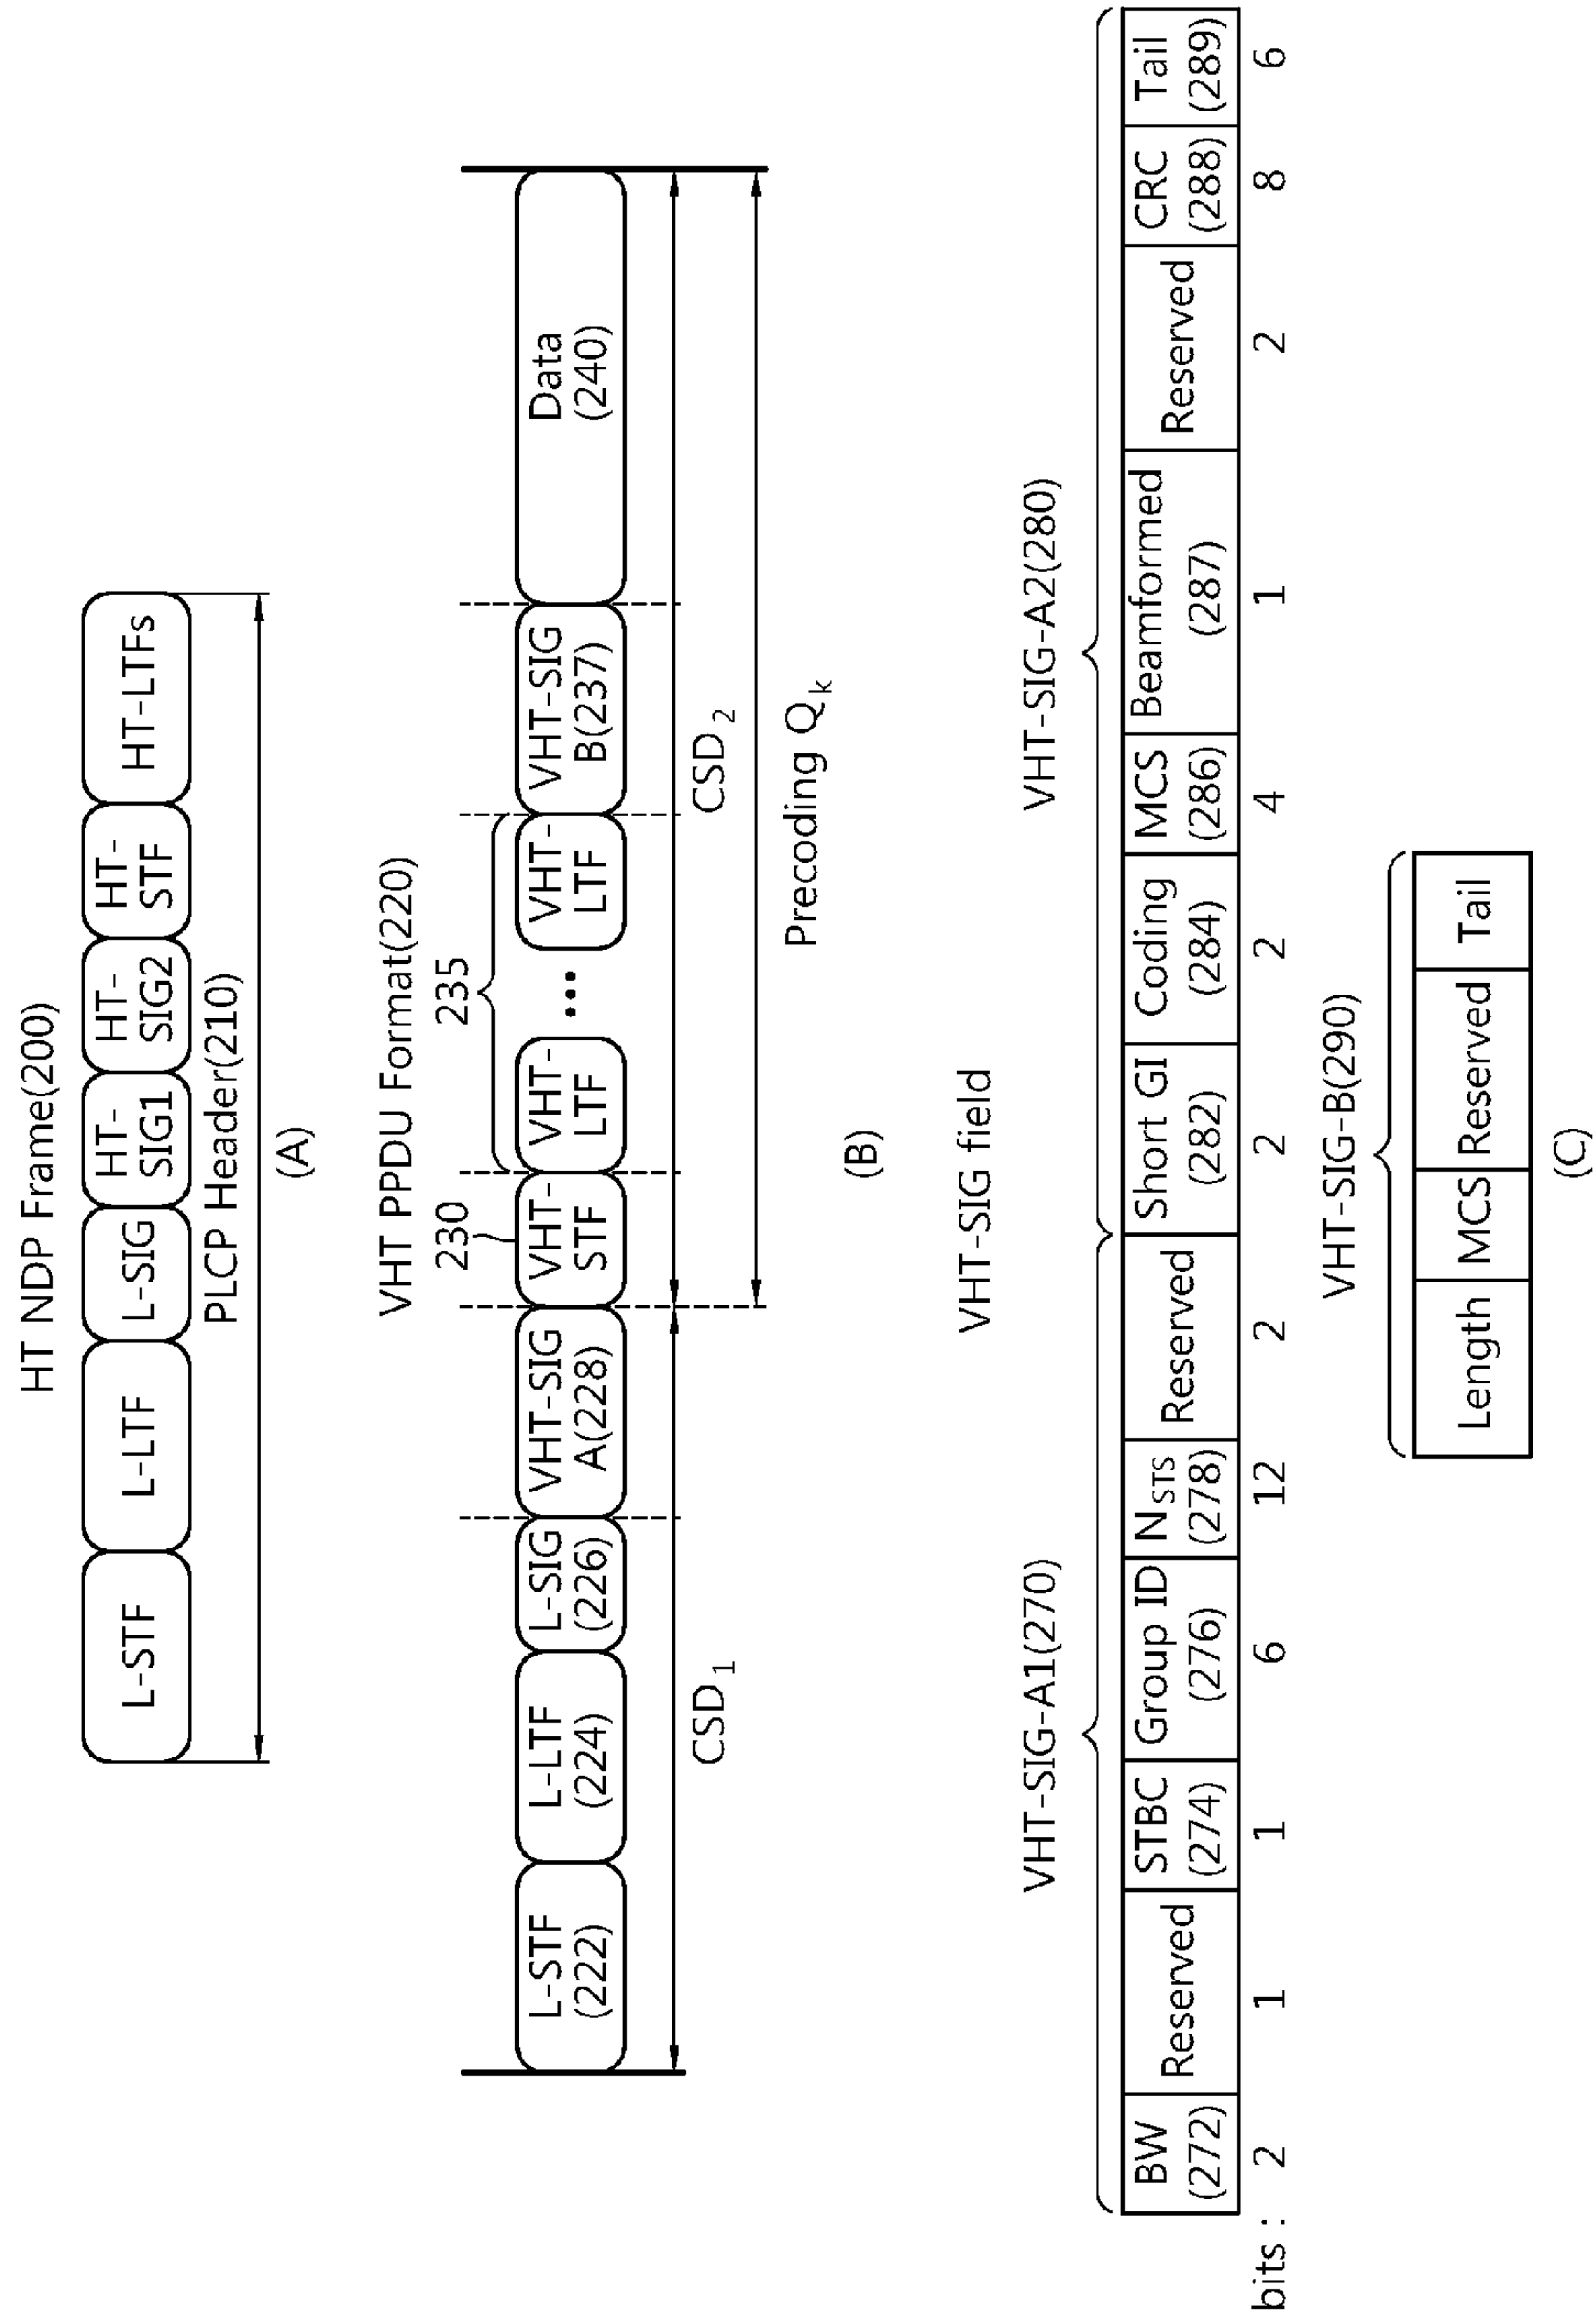 HT NDP Frame(200)
L-STF
L-LTF
L-SIG
HT-
SIG1
HT-
SIG2
HT-
STF
HT-LTFs
PLCP Header(210)
(A)
VHT PPDU Format(220)
230
235
L-STF
(222)
L-LTF
(224)
L-SIG
(226)
VHT-SIG
A(228)
VHT-
STF
VHT-
LTF
...
VHT-
LTF
VHT-SIG
B(237)
Data
(240)
CSD1
CSD2
Precoding Qk
(B)
VHT-SIG field
VHT-SIG-A1(270)
VHT-SIG-A2(280)
BW
(272)
Reserved
STBC
(274)
Group ID
(276)
NSTS
(278)
Reserved
Short GI
(282)
Coding
(284)
MCS
(286)
Beamformed
(287)
Reserved
CRC
(288)
Tail
(289)
bits : 2 1 1 6 12 2 2 2 4 1 2 8 6
VHT-SIG-B(290)
Length MCS Reserved Tail
(C)